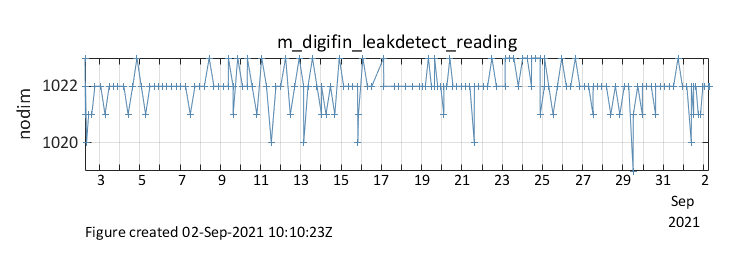 m_digifin_leakdetect_reading
nodim
1022
1020
3 5 7 9 11 13 15 17 19 21 23 25 27 29 31 2
Sep
2021
Figure created 02-Sep-2021 10:10:23Z